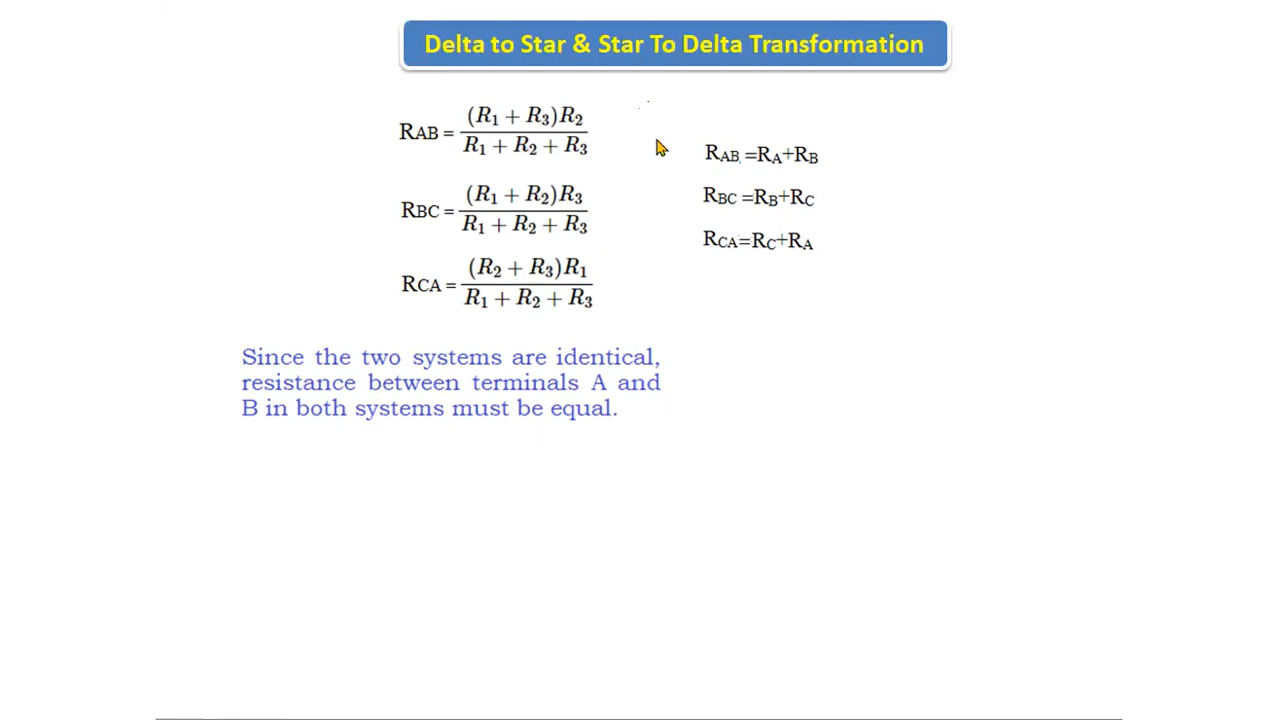 Delta to Star & Star To Delta Transformation
RAB = (R₁ + R₃)R₂ / R₁ + R₂ + R₃
RBC = (R₁ + R₂)R₃ / R₁ + R₂ + R₃
RCA = (R₂ + R₃)R₁ / R₁ + R₂ + R₃
RAB, =RA+RB
RBC =RB+RC
RCA=RC+RA
Since the two systems are identical,
resistance between terminals A and
B in both systems must be equal.